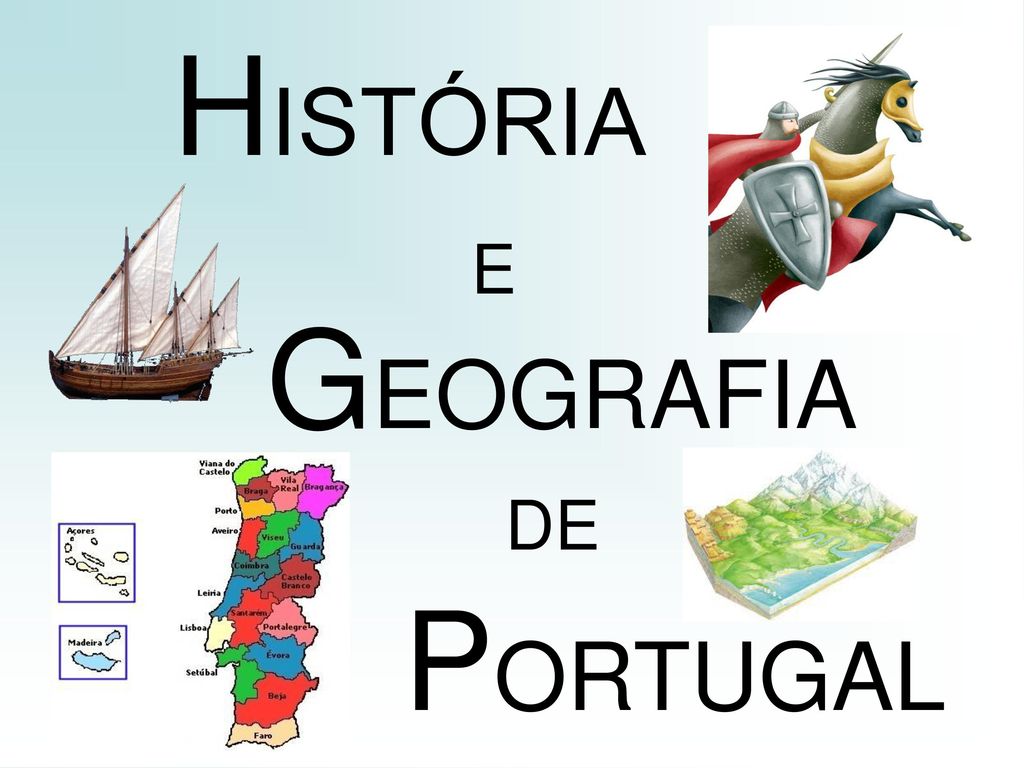 HISTÓRIA
E
GEOGRAFIA
DE
PORTUGAL
Viana do
Castelo
Braga
Vila
Real
Bragança
Porto
Aveiro
Viseu
Guarda
Coimbra
Castelo
Branco
Leiria
Santarém
Lisboa
Portalegre
Évora
Setúbal
Beja
Faro
Açores
Madeira